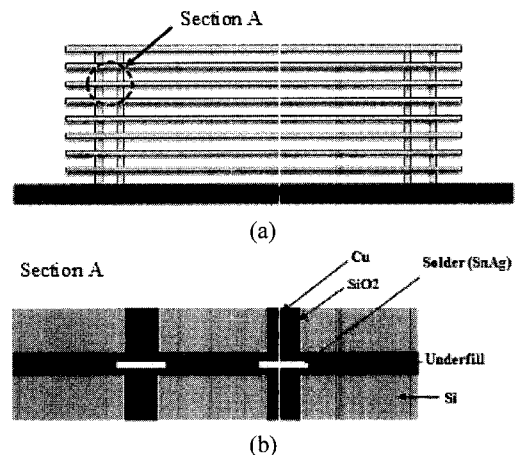 Section A
(a)
Section A
Cu
Solder (SnAg)
SiO2
Underfill
Si
(b)